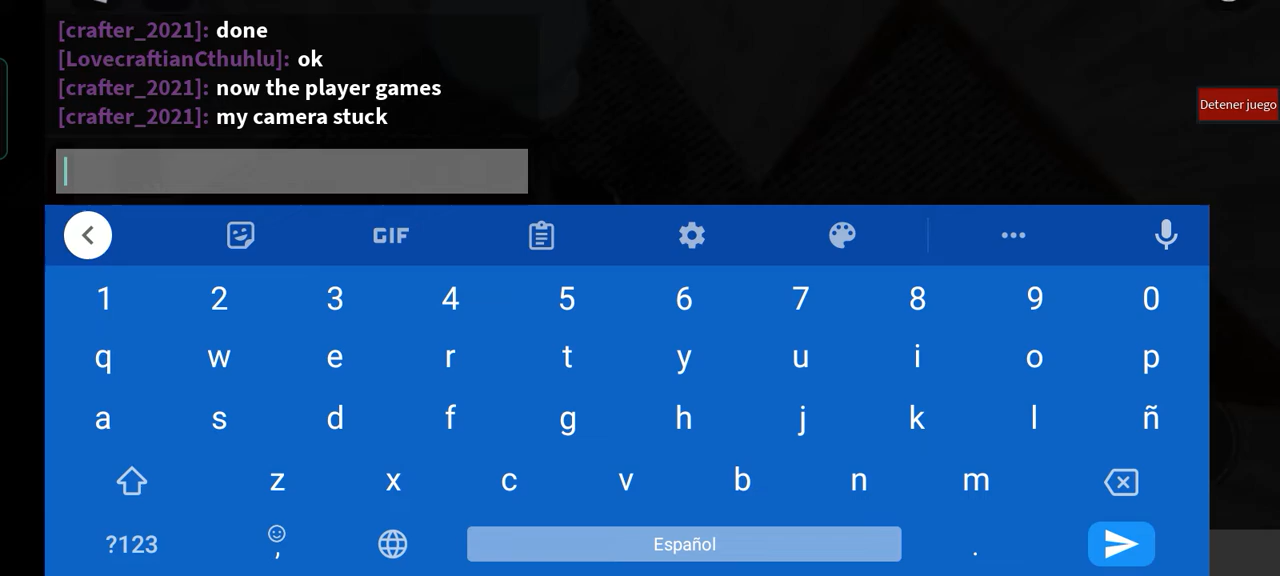 [crafter_2021]: done
[LovecraftianCthuhlu]: ok
[crafter_2021]: now the player games
[crafter_2021]: my camera stuck
Detener juego
GIF
1 2 3 4 5 6 7 8 9 0
q w e r t y u i o p
a s d f g h j k l ñ
z x c v b n m
?123 , Español .